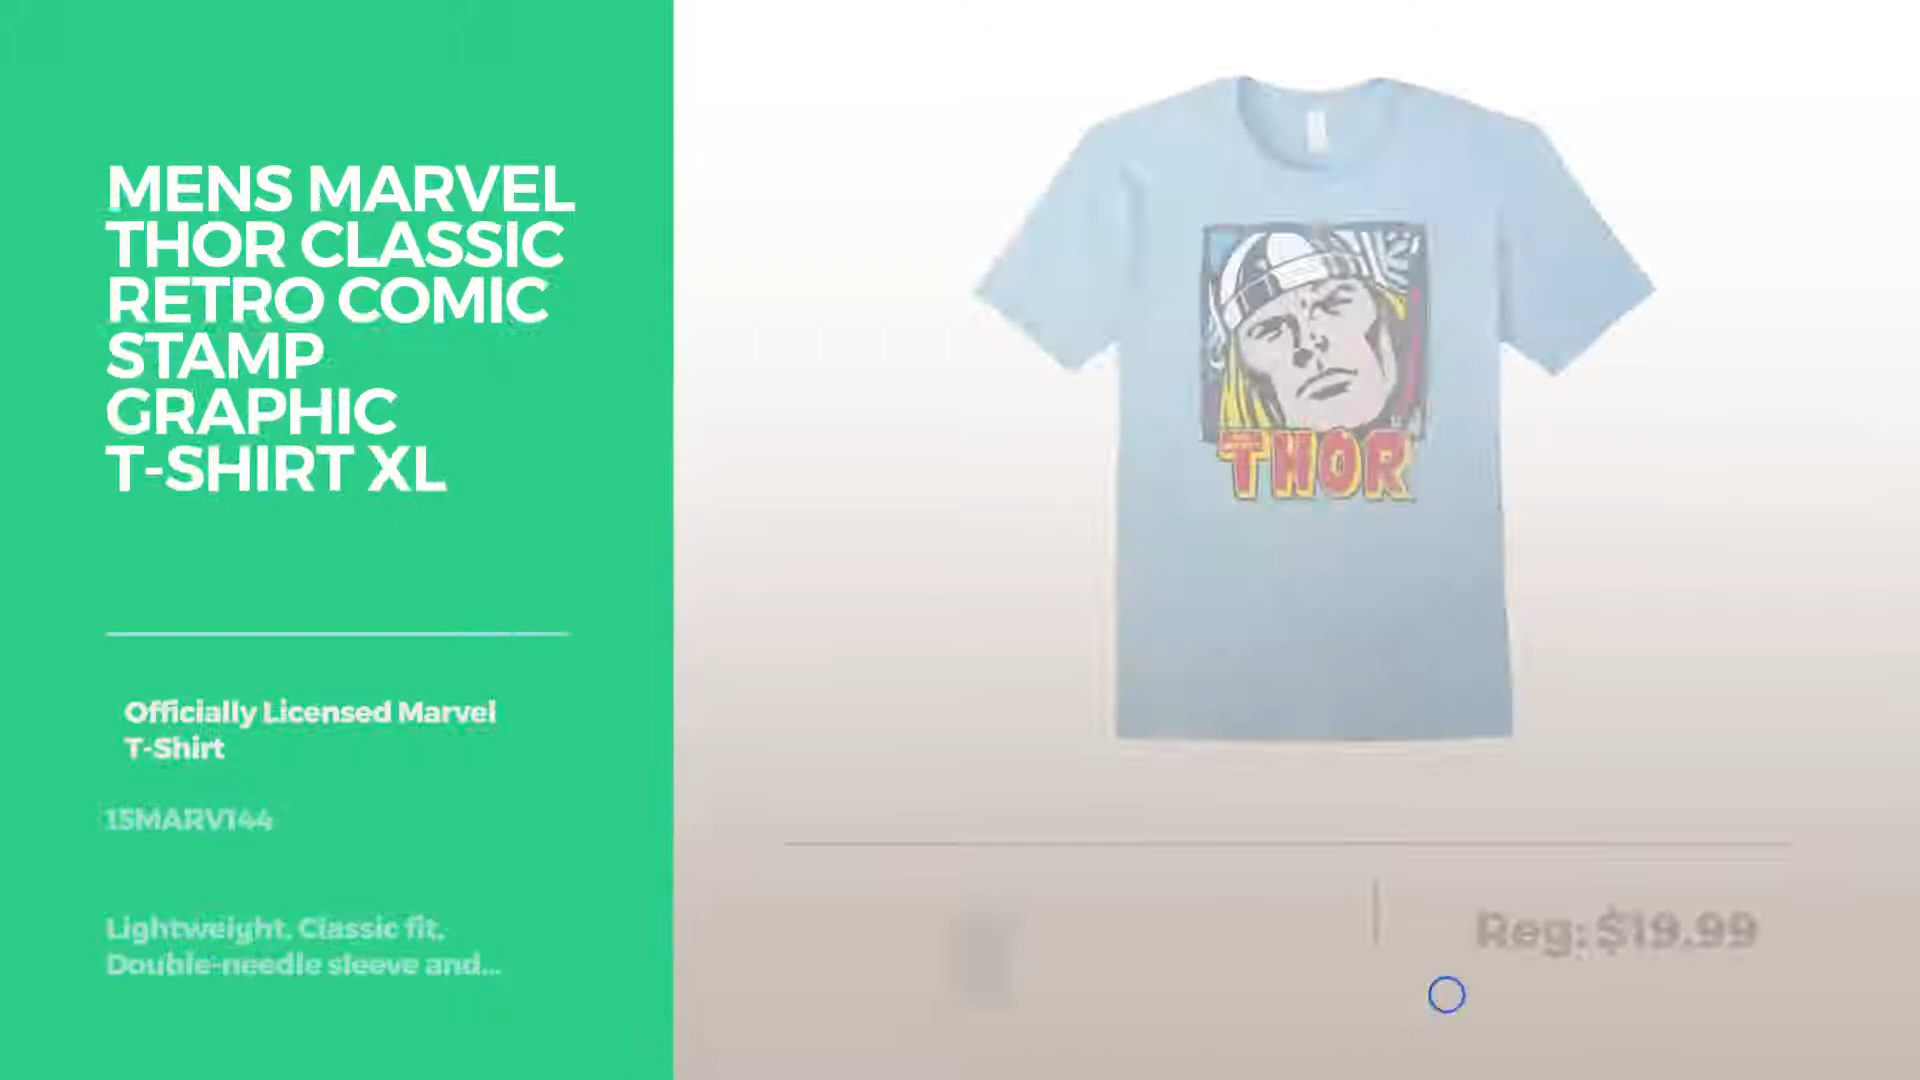 MENS MARVEL
THOR CLASSIC
RETRO COMIC
STAMP
GRAPHIC
T-SHIRT XL
Officially Licensed Marvel
T-Shirt
15MARV144
Lightweight, Classic fit,
Double-needle sleeve and...
THOR
Reg: $19.99